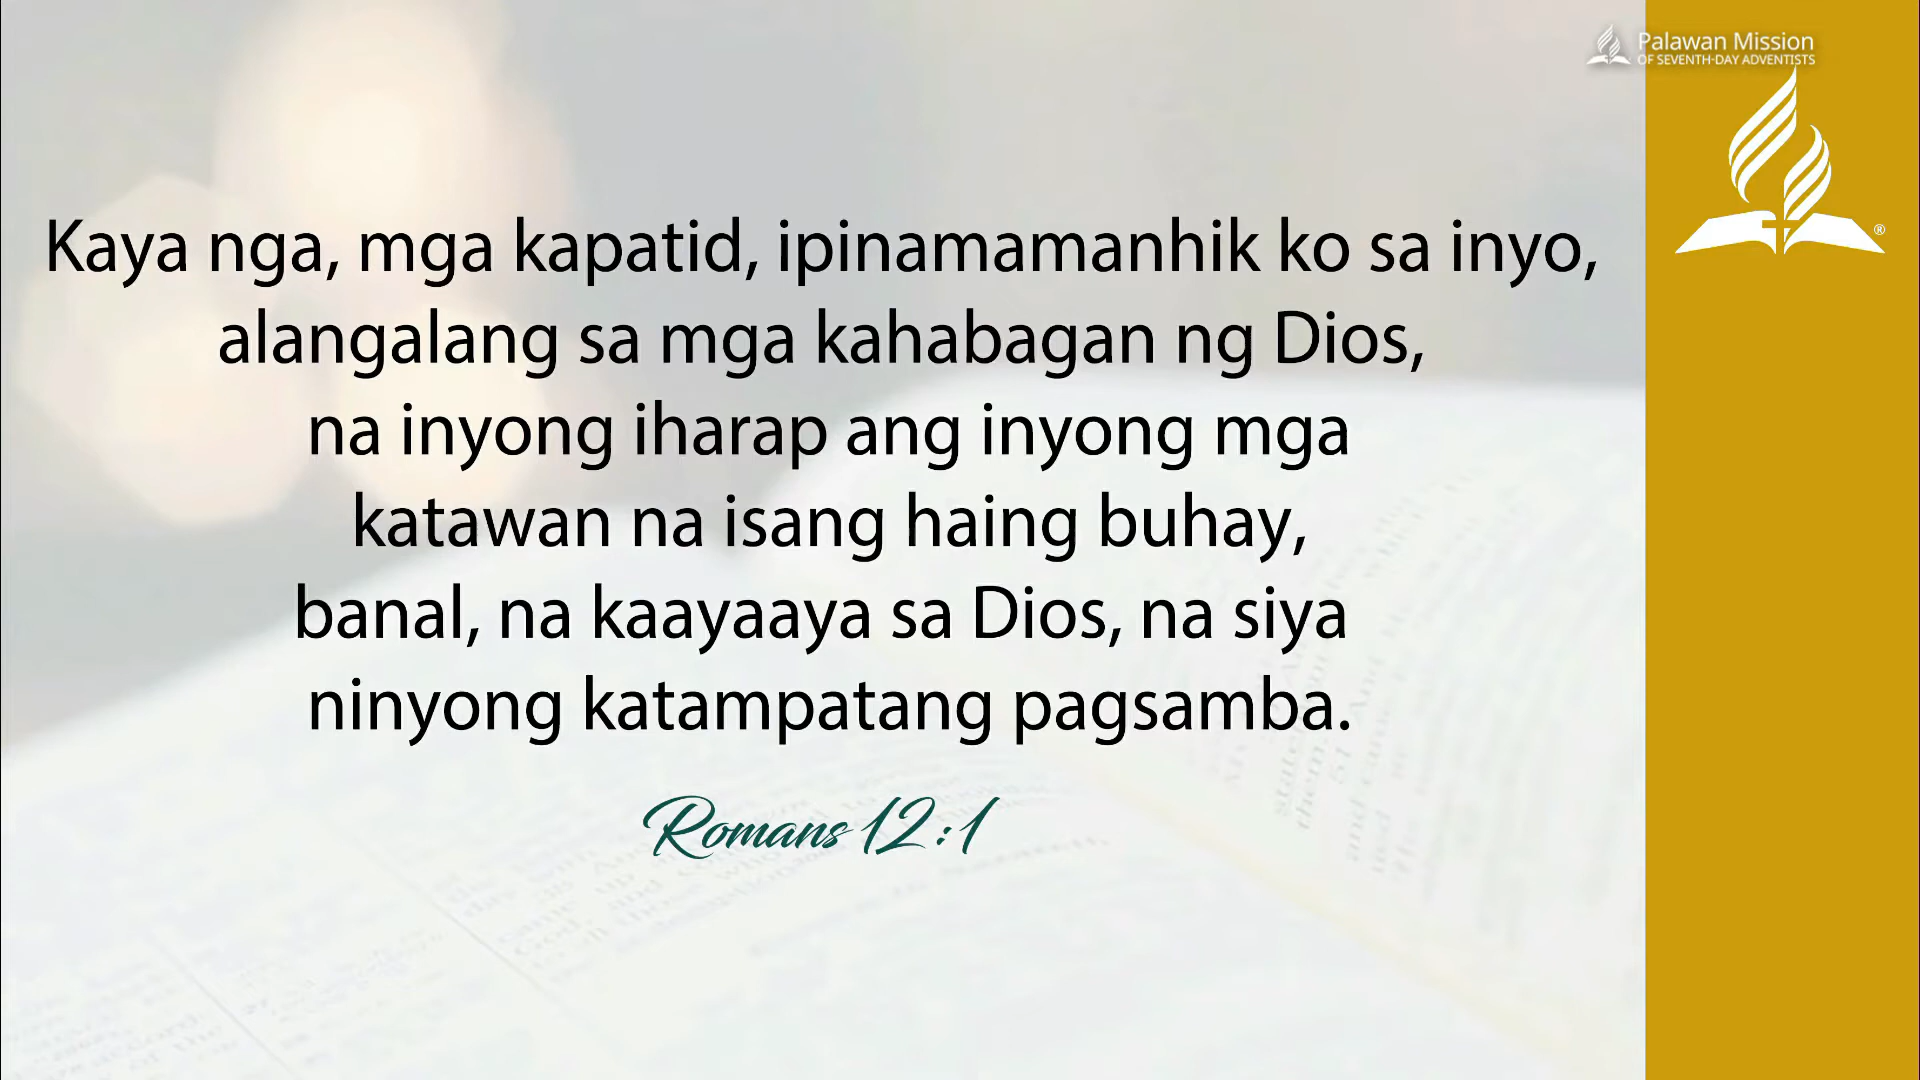 Palawan Mission
OF SEVENTH-DAY ADVENTISTS
®
Kaya nga, mga kapatid, ipinamamanhik ko sa inyo,
alangalang sa mga kahabagan ng Dios,
na inyong iharap ang inyong mga
katawan na isang haing buhay,
banal, na kaayaaya sa Dios, na siya
ninyong katampatang pagsamba.
Romans 12:1